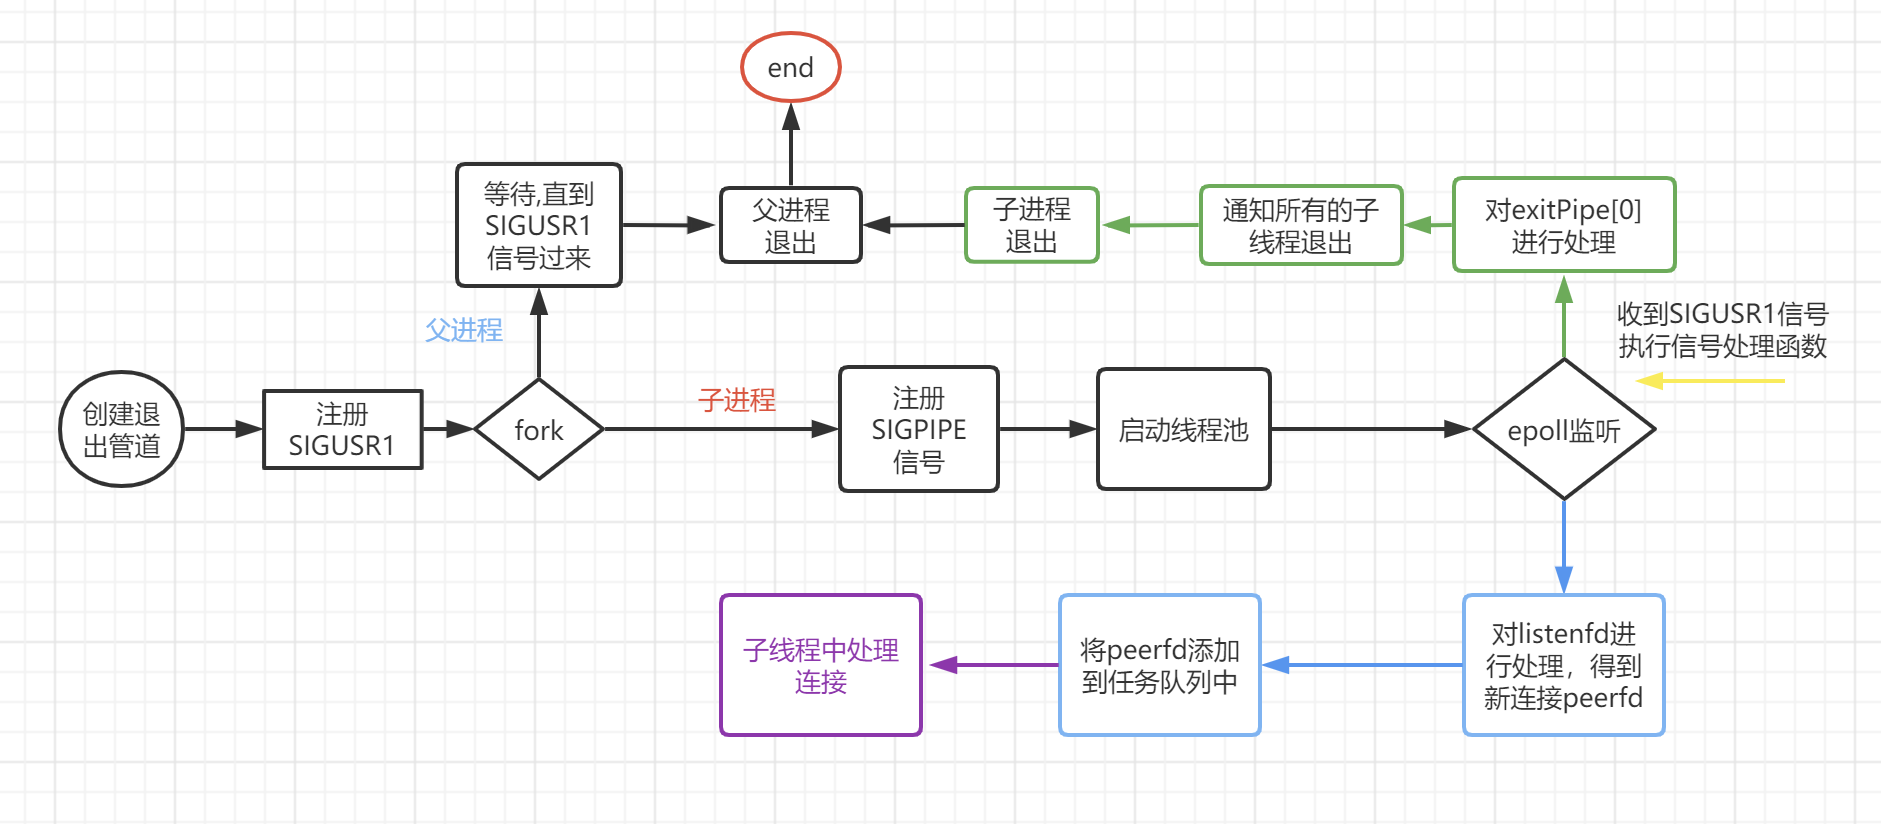 end
等待,直到
SIGUSR1
信号过来
父进程
退出
子进程
退出
通知所有的子
线程退出
对exitPipe[0]
进行处理
收到SIGUSR1信号
执行信号处理函数
父进程
子进程
创建退
出管道
注册
SIGUSR1
fork
注册
SIGPIPE
信号
启动线程池
epoll监听
子线程中处理
连接
将peerfd添加
到任务队列中
对listenfd进
行处理，得到
新连接peerfd